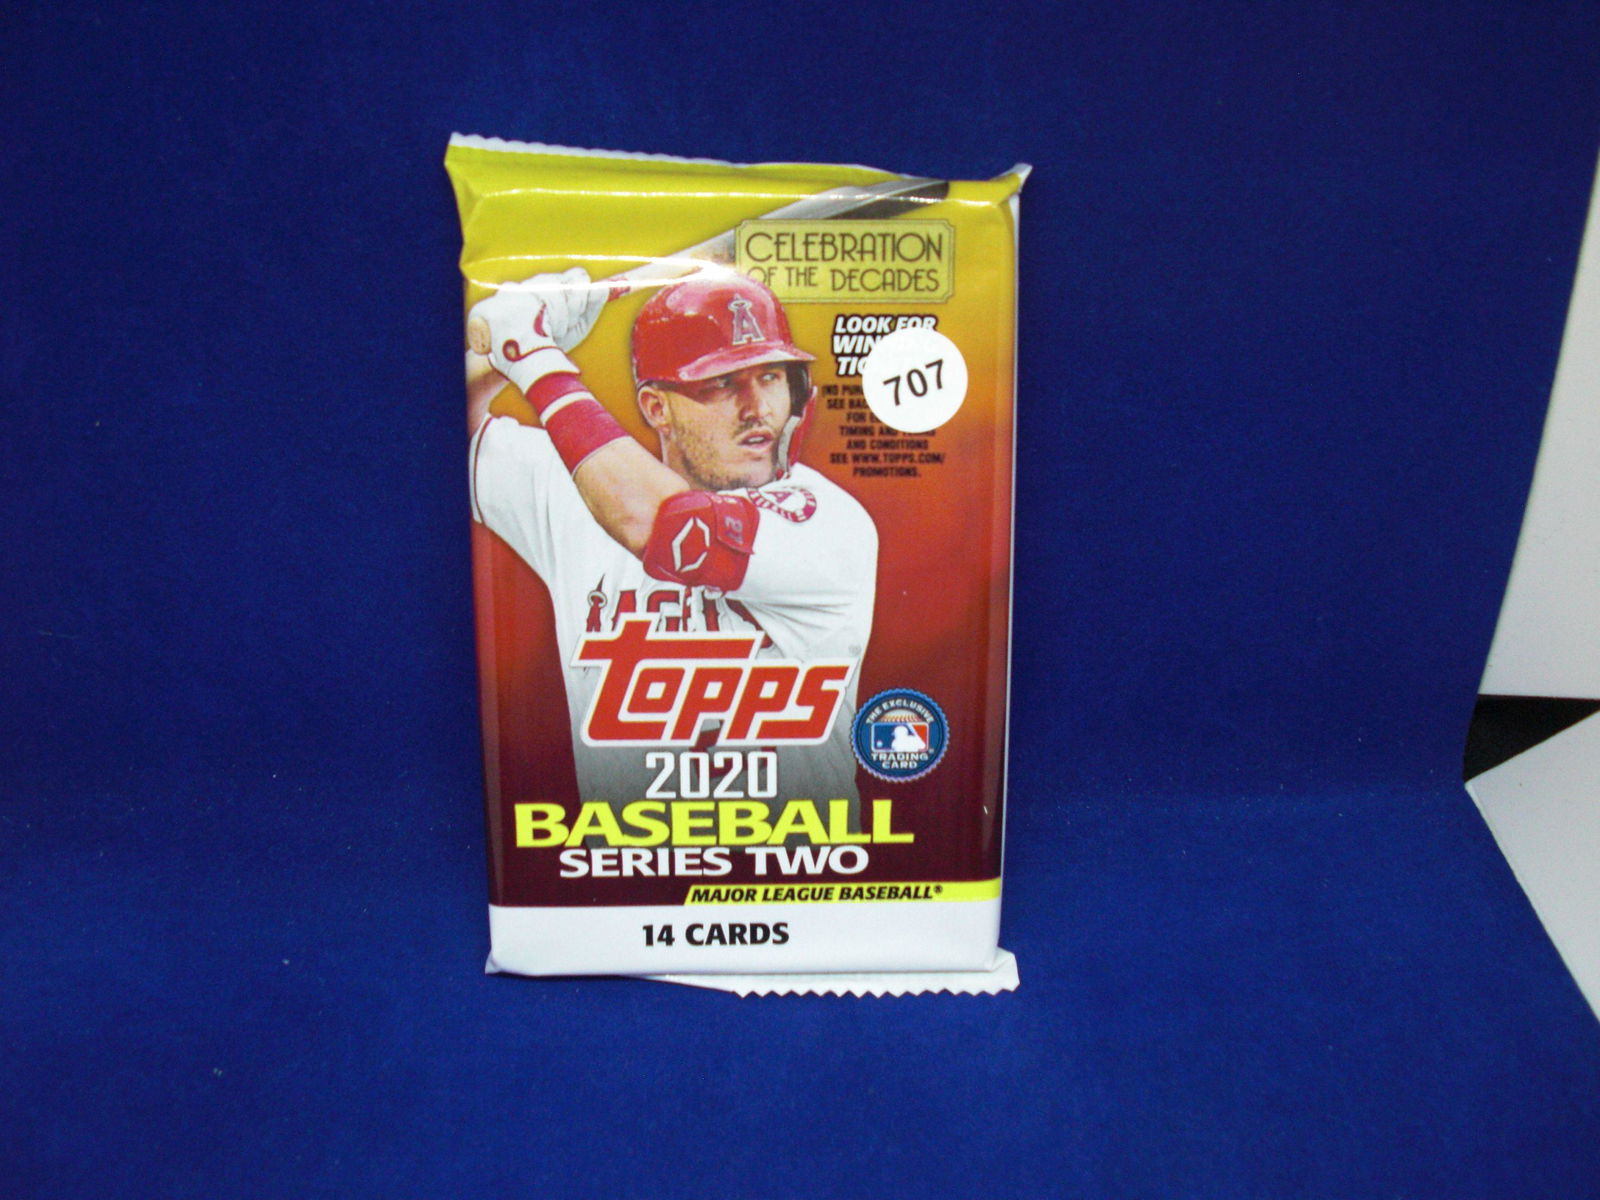 CELEBRATION
OF THE DECADES
LOOK FOR
707
FOR
TIMING AND
AND CONDITIONS
SEE WWW.TOPPS.COM/
PROMOTIONS.
A
TOPPS
2020
BASEBALL
SERIES TWO
THE EXCLUSIVE
TRADING
CARD
MAJOR LEAGUE BASEBALL®
14 CARDS